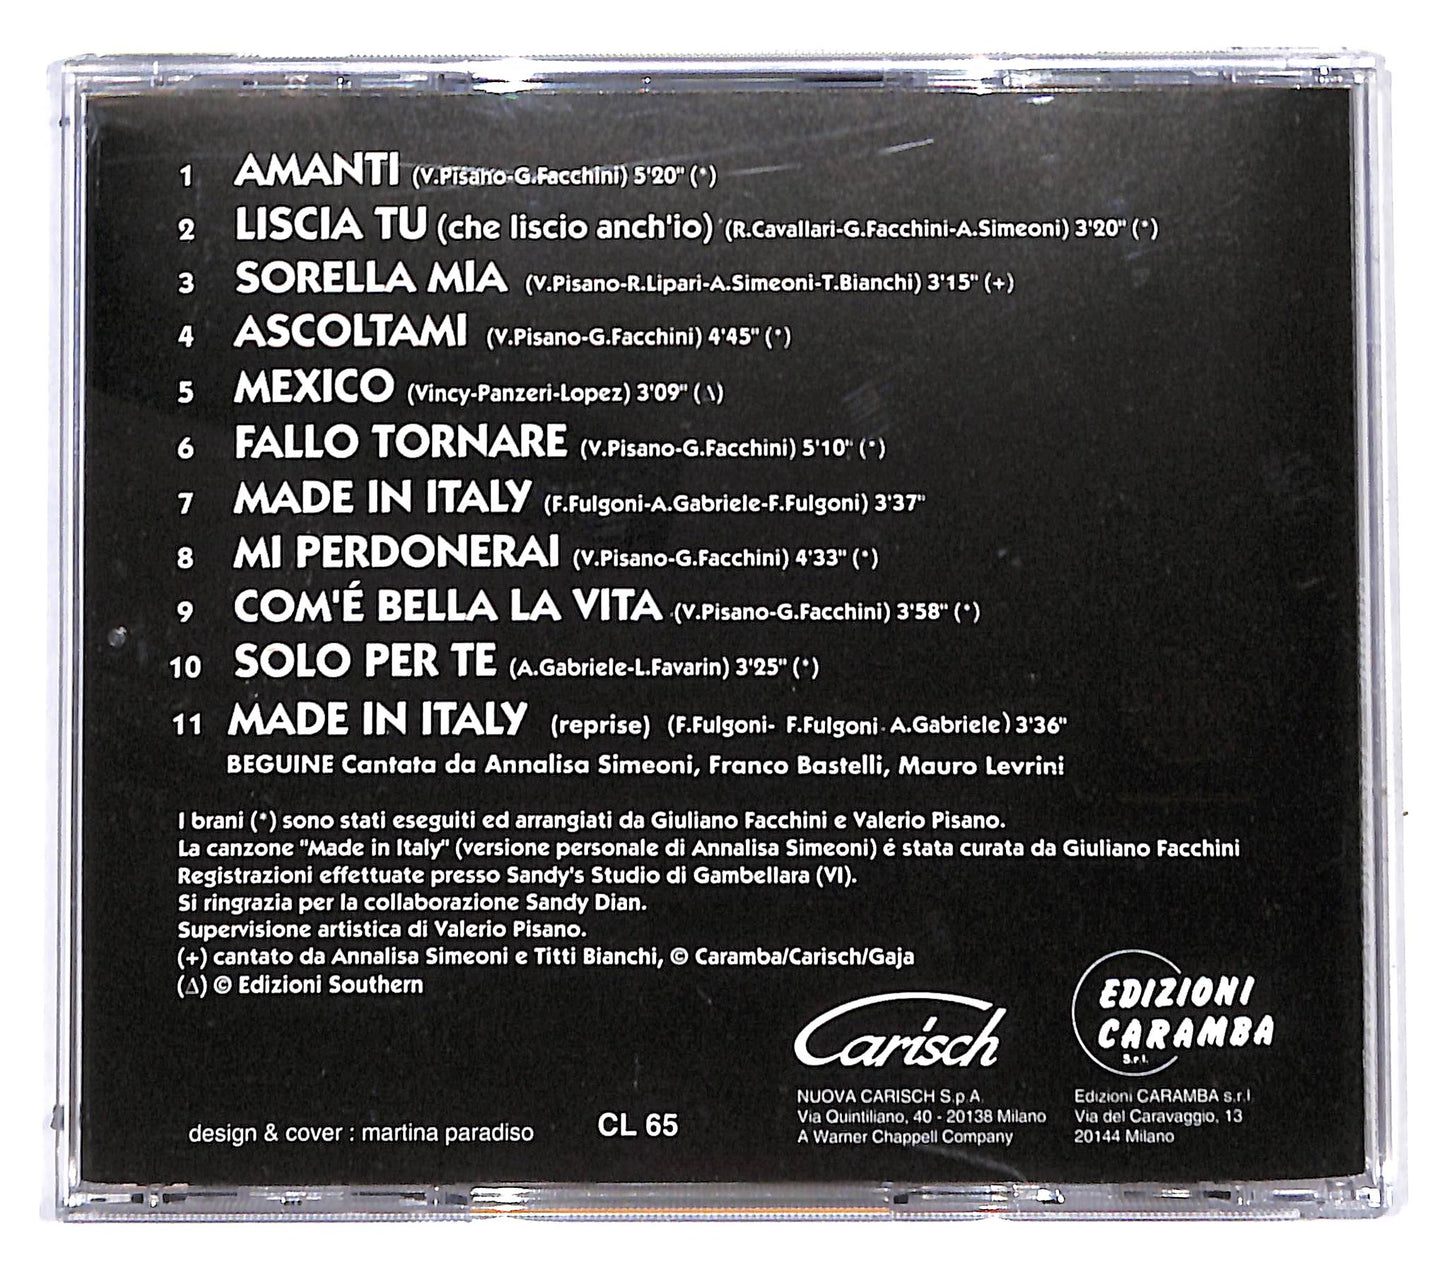 1 AMANTI (V.Pisano-G.Facchini) 5'20" (*)
2 LISCIA TU (che liscio anch'io) (R.Cavallari-G.Facchini-A.Simeoni) 3'20" (*)
3 SORELLA MIA (V.Pisano-R.Lipari-A.Simeoni-T.Bianchi) 3'15" (+)
4 ASCOLTAMI (V.Pisano-G.Facchini) 4'45" (*)
5 MEXICO (Vincy-Panzeri-Lopez) 3'09" (Δ)
6 FALLO TORNARE (V.Pisano-G.Facchini) 5'10" (*)
7 MADE IN ITALY (F.Fulgoni-A.Gabriele-F.Fulgoni) 3'37"
8 MI PERDONERAI (V.Pisano-G.Facchini) 4'33" (*)
9 COM'É BELLA LA VITA (V.Pisano-G.Facchini) 3'58" (*)
10 SOLO PER TE (A.Gabriele-L.Favarin) 3'25" (*)
11 MADE IN ITALY (reprise) (F.Fulgoni- F.Fulgoni-A.Gabriele) 3'36"
BEGUINE Cantata da Annalisa Simeoni, Franco Bastelli, Mauro Levrini
I brani (*) sono stati eseguiti ed arrangiati da Giuliano Facchini e Valerio Pisano.
La canzone "Made in Italy" (versione personale di Annalisa Simeoni) é stata curata da Giuliano Facchini
Registrazioni effettuate presso Sandy's Studio di Gambellara (VI).
Si ringrazia per la collaborazione Sandy Dian.
Supervisione artistica di Valerio Pisano.
(+) cantato da Annalisa Simeoni e Titti Bianchi, © Caramba/Carisch/Gaja
(Δ) © Edizioni Southern
Carisch
NUOVA CARISCH S.p.A.
Via Quintiliano, 40 - 20138 Milano
A Warner Chappell Company
EDIZIONI
CARAMBA
S.r.l.
Edizioni CARAMBA s.r.l
Via del Caravaggio, 13
20144 Milano
design & cover : martina paradiso
CL 65